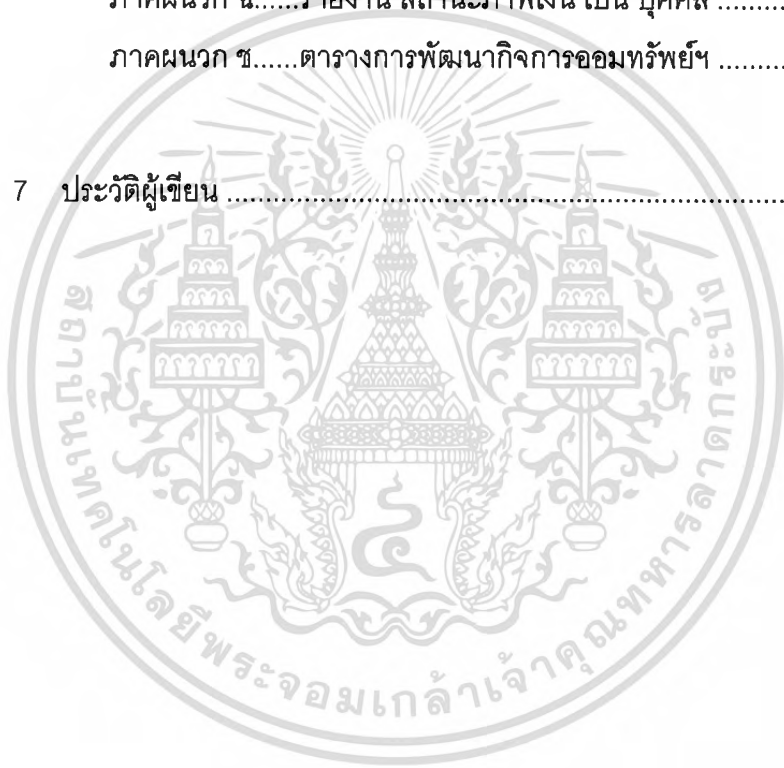 ภาคผนวก ช......ตารางการพัฒนากิจการออมทรัพย์ฯ ..........
7 ประวัติผู้เขียน ......................................................................
สถาบันเทคโนโลยีพระจอมเกล้าเจ้าคุณทหารลาดกระบัง